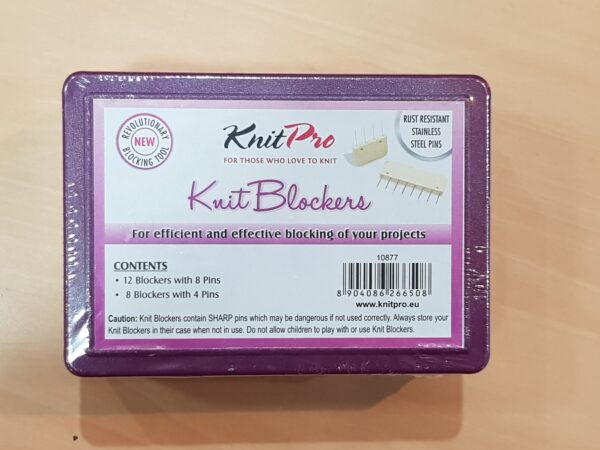 REVOLUTIONARY
NEW
BLOCKING TOOL
KnitPro
FOR THOSE WHO LOVE TO KNIT
RUST RESISTANT
STAINLESS
STEEL PINS
Knit Blockers
For efficient and effective blocking of your projects
CONTENTS
• 12 Blockers with 8 Pins
• 8 Blockers with 4 Pins
10877
8 904086 266508
www.knitpro.eu
Caution: Knit Blockers contain SHARP pins which may be dangerous if not used correctly. Always store your
Knit Blockers in their case when not in use. Do not allow children to play with or use Knit Blockers.